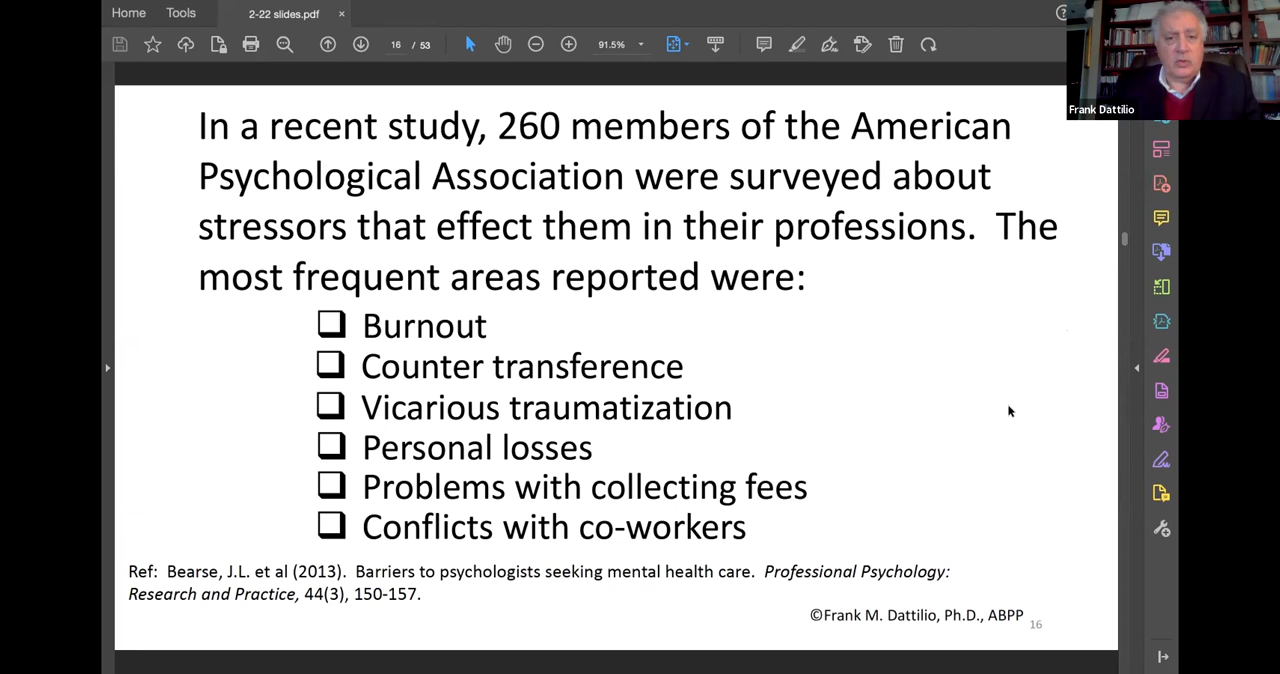 Home Tools 2-22 slides.pdf ×
16 / 53 91.5%
Frank Dattilio
In a recent study, 260 members of the American
Psychological Association were surveyed about
stressors that effect them in their professions. The
most frequent areas reported were:
❑ Burnout
❑ Counter transference
❑ Vicarious traumatization
❑ Personal losses
❑ Problems with collecting fees
❑ Conflicts with co-workers
Ref: Bearse, J.L. et al (2013). Barriers to psychologists seeking mental health care. Professional Psychology:
Research and Practice, 44(3), 150-157.
©Frank M. Dattilio, Ph.D., ABPP 16